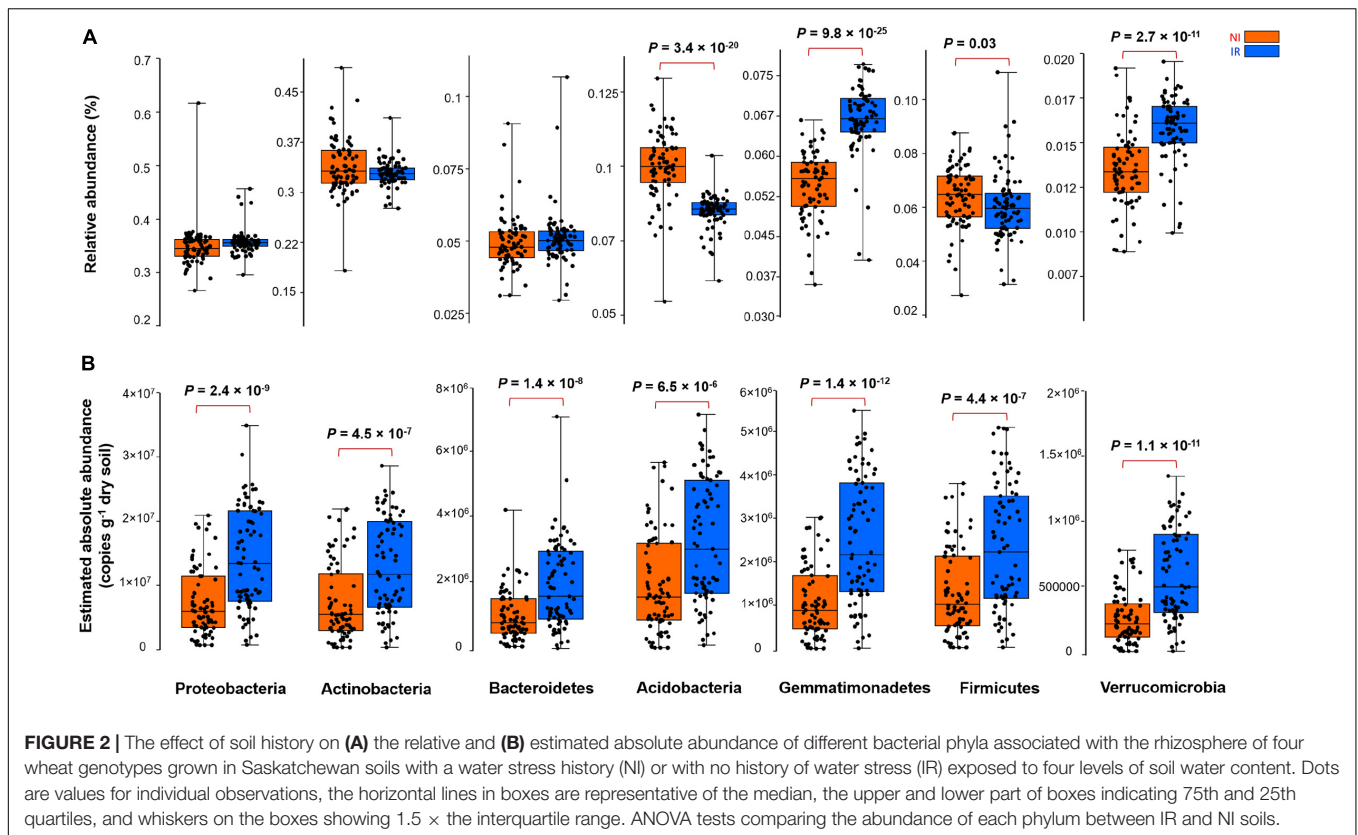 A
P = 9.8 × 10-25
P = 2.7 × 10-11
NI
IR
P = 3.4 × 10-20
P = 0.03
Relative abundance (%)
0.7
0.6
0.5
0.4
0.3
0.2
0.45
0.37
0.3
0.22
0.15
0.1
0.075
0.05
0.025
0.125
0.1
0.07
0.05
0.075
0.067
0.060
0.052
0.045
0.037
0.030
0.10
0.08
0.06
0.04
0.02
0.020
0.017
0.015
0.012
0.010
0.007
B
P = 2.4 × 10-9
P = 4.5 × 10-7
P = 1.4 × 10-8
P = 6.5 × 10-6
P = 1.4 × 10-12
P = 4.4 × 10-7
P = 1.1 × 10-11
Estimated absolute abundance
(copies g-1 dry soil)
4×10⁷
3×10⁷
2×10⁷
1×10⁷
0
8×10⁶
6×10⁶
4×10⁶
2×10⁶
0
6×10⁶
5×10⁶
4×10⁶
3×10⁶
2×10⁶
1×10⁶
0
2×10⁶
1.5×10⁶
1×10⁶
500000
0
Proteobacteria Actinobacteria Bacteroidetes Acidobacteria Gemmatimonadetes Firmicutes Verrucomicrobia
FIGURE 2 | The effect of soil history on (A) the relative and (B) estimated absolute abundance of different bacterial phyla associated with the rhizosphere of four
wheat genotypes grown in Saskatchewan soils with a water stress history (NI) or with no history of water stress (IR) exposed to four levels of soil water content. Dots
are values for individual observations, the horizontal lines in boxes are representative of the median, the upper and lower part of boxes indicating 75th and 25th
quartiles, and whiskers on the boxes showing 1.5 × the interquartile range. ANOVA tests comparing the abundance of each phylum between IR and NI soils.